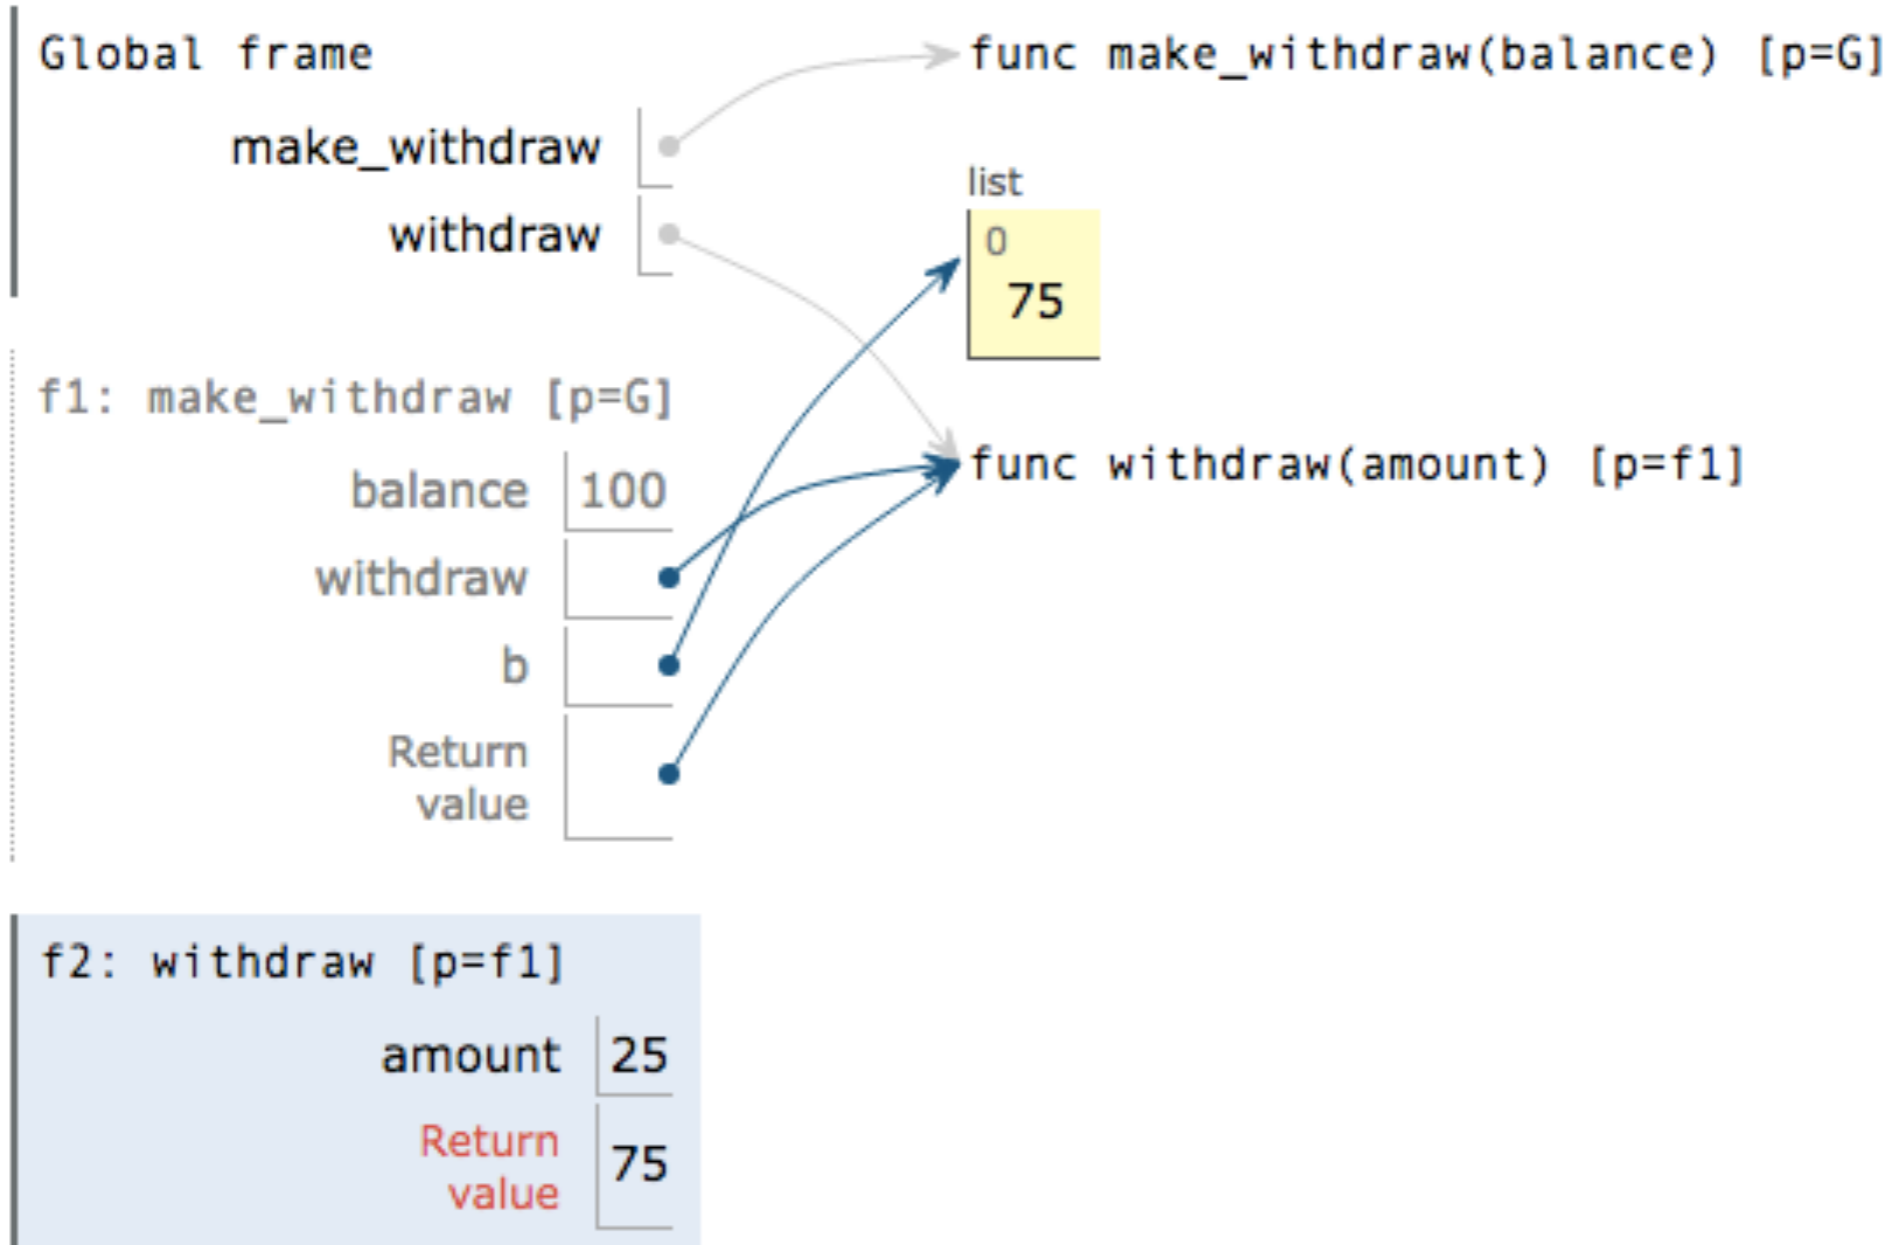 Global frame
func make_withdraw(balance) [p=G]
make_withdraw
list
withdraw
0
75
f1: make_withdraw [p=G]
func withdraw(amount) [p=f1]
balance 100
withdraw
b
Return
value
f2: withdraw [p=f1]
amount 25
Return
value 75